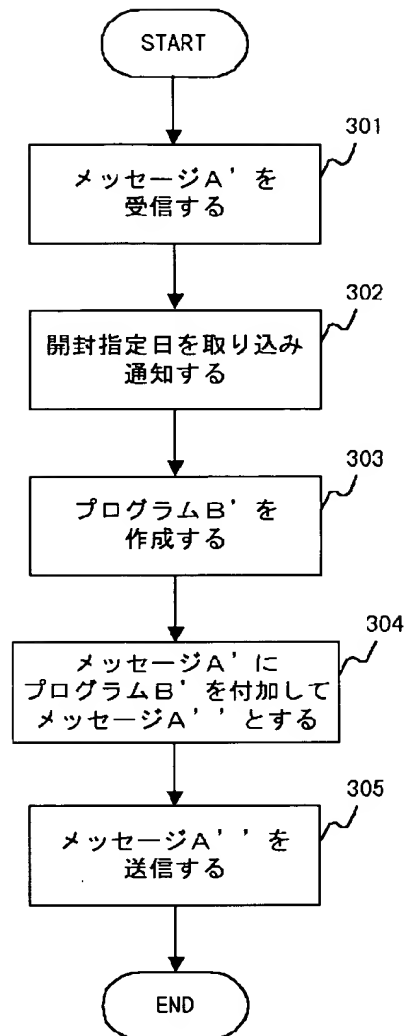 START
301
メッセージA'を
受信する
302
開封指定日を取り込み
通知する
303
プログラムB'を
作成する
304
メッセージA'に
プログラムB'を付加して
メッセージA''とする
305
メッセージA''を
送信する
END